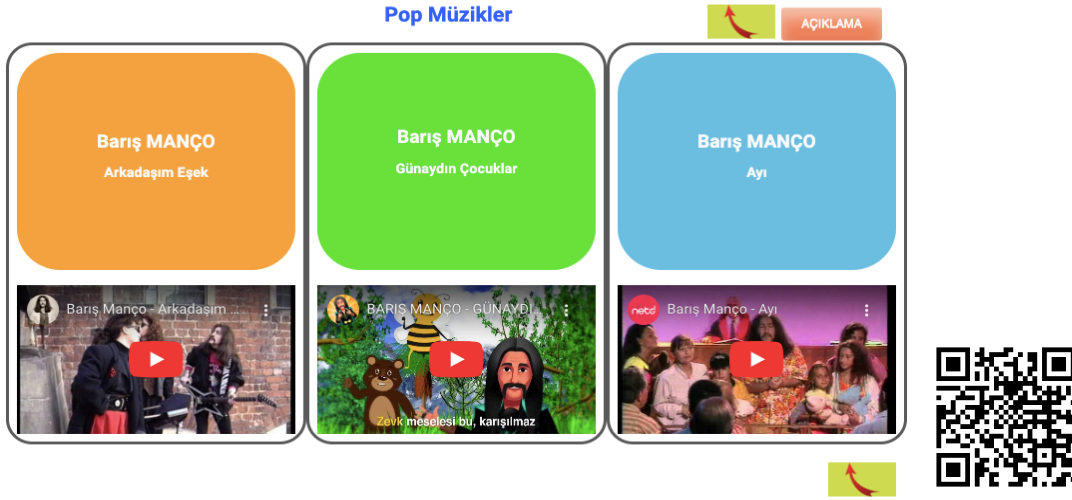 Pop Müzikler
AÇIKLAMA
Barış MANÇO
Arkadaşım Eşek
Barış MANÇO
Günaydın Çocuklar
Barış MANÇO
Ayı
Barış Manço - Arkadaşım ...
BARIŞ MANÇO - GÜNAYDI
Zevk meselesi bu, karışılmaz
netd
Barış Manço - Ayı